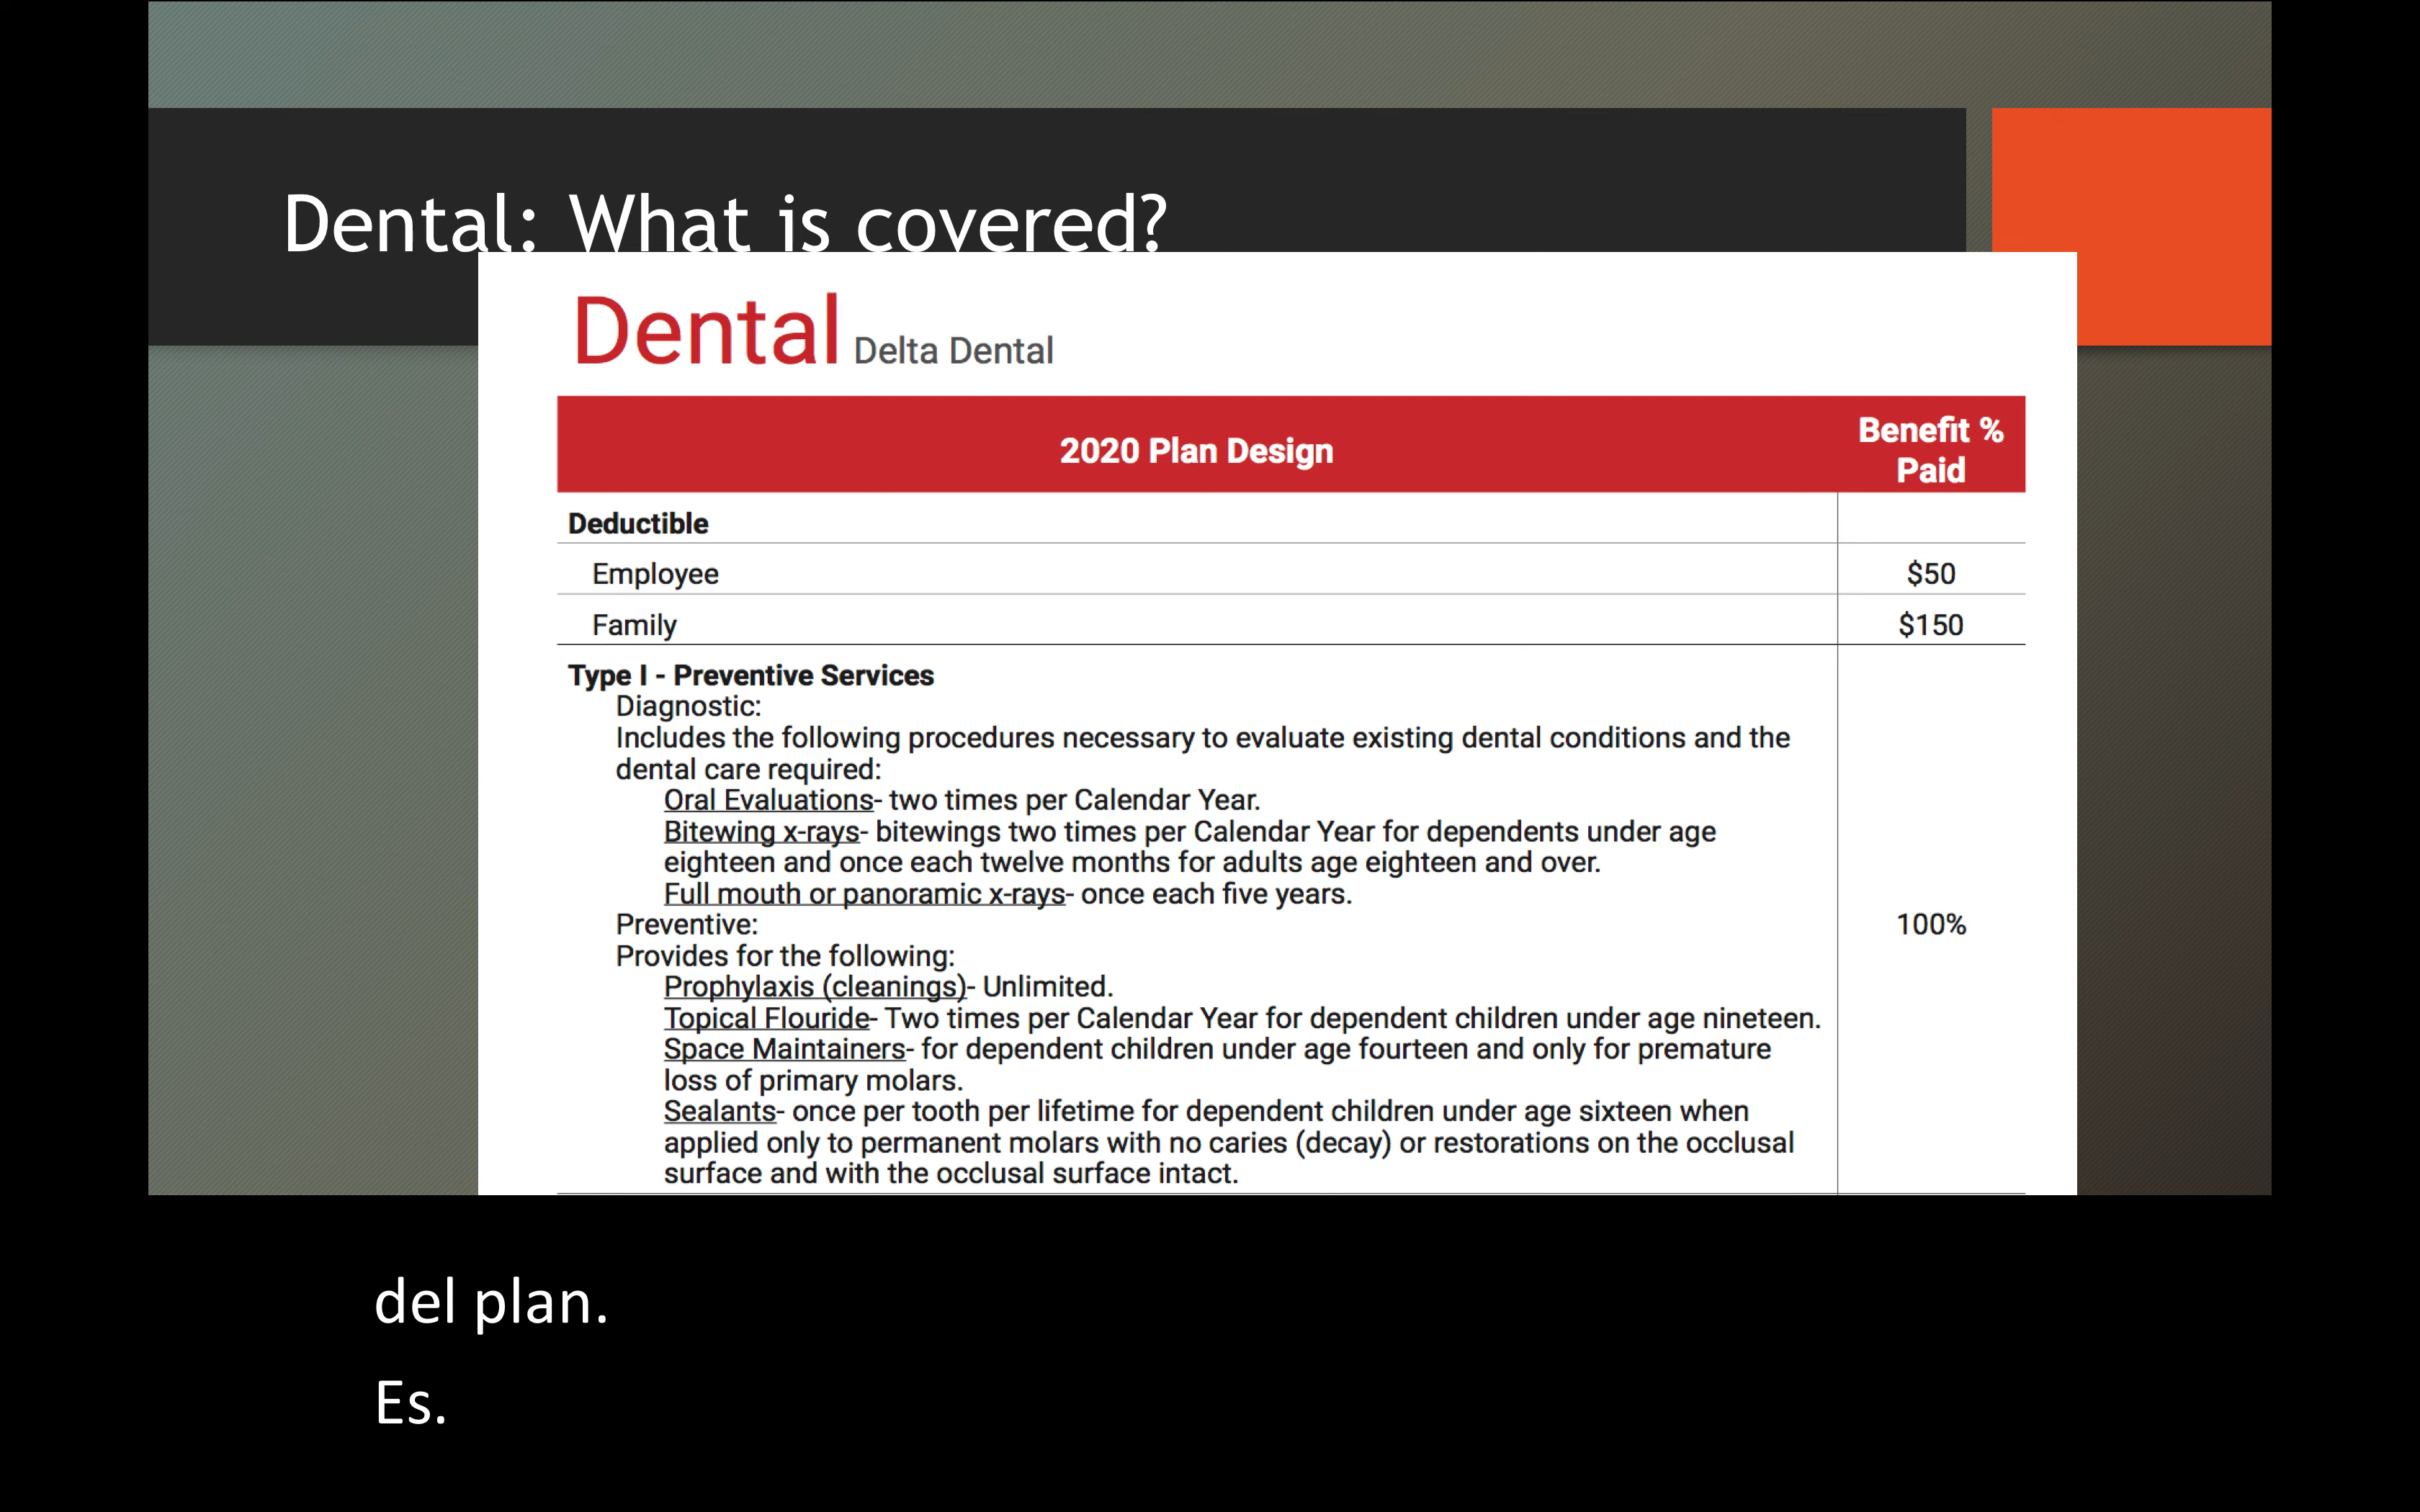 Dental: What is covered?
Dental Delta Dental
2020 Plan Design
Benefit %
Paid
Deductible
Employee $50
Family $150
Type I - Preventive Services
Diagnostic:
Includes the following procedures necessary to evaluate existing dental conditions and the
dental care required:
Oral Evaluations- two times per Calendar Year.
Bitewing x-rays- bitewings two times per Calendar Year for dependents under age
eighteen and once each twelve months for adults age eighteen and over.
Full mouth or panoramic x-rays- once each five years.
Preventive:
100%
Provides for the following:
Prophylaxis (cleanings)- Unlimited.
Topical Flouride- Two times per Calendar Year for dependent children under age nineteen.
Space Maintainers- for dependent children under age fourteen and only for premature
loss of primary molars.
Sealants- once per tooth per lifetime for dependent children under age sixteen when
applied only to permanent molars with no caries (decay) or restorations on the occlusal
surface and with the occlusal surface intact.
del plan.
Es.